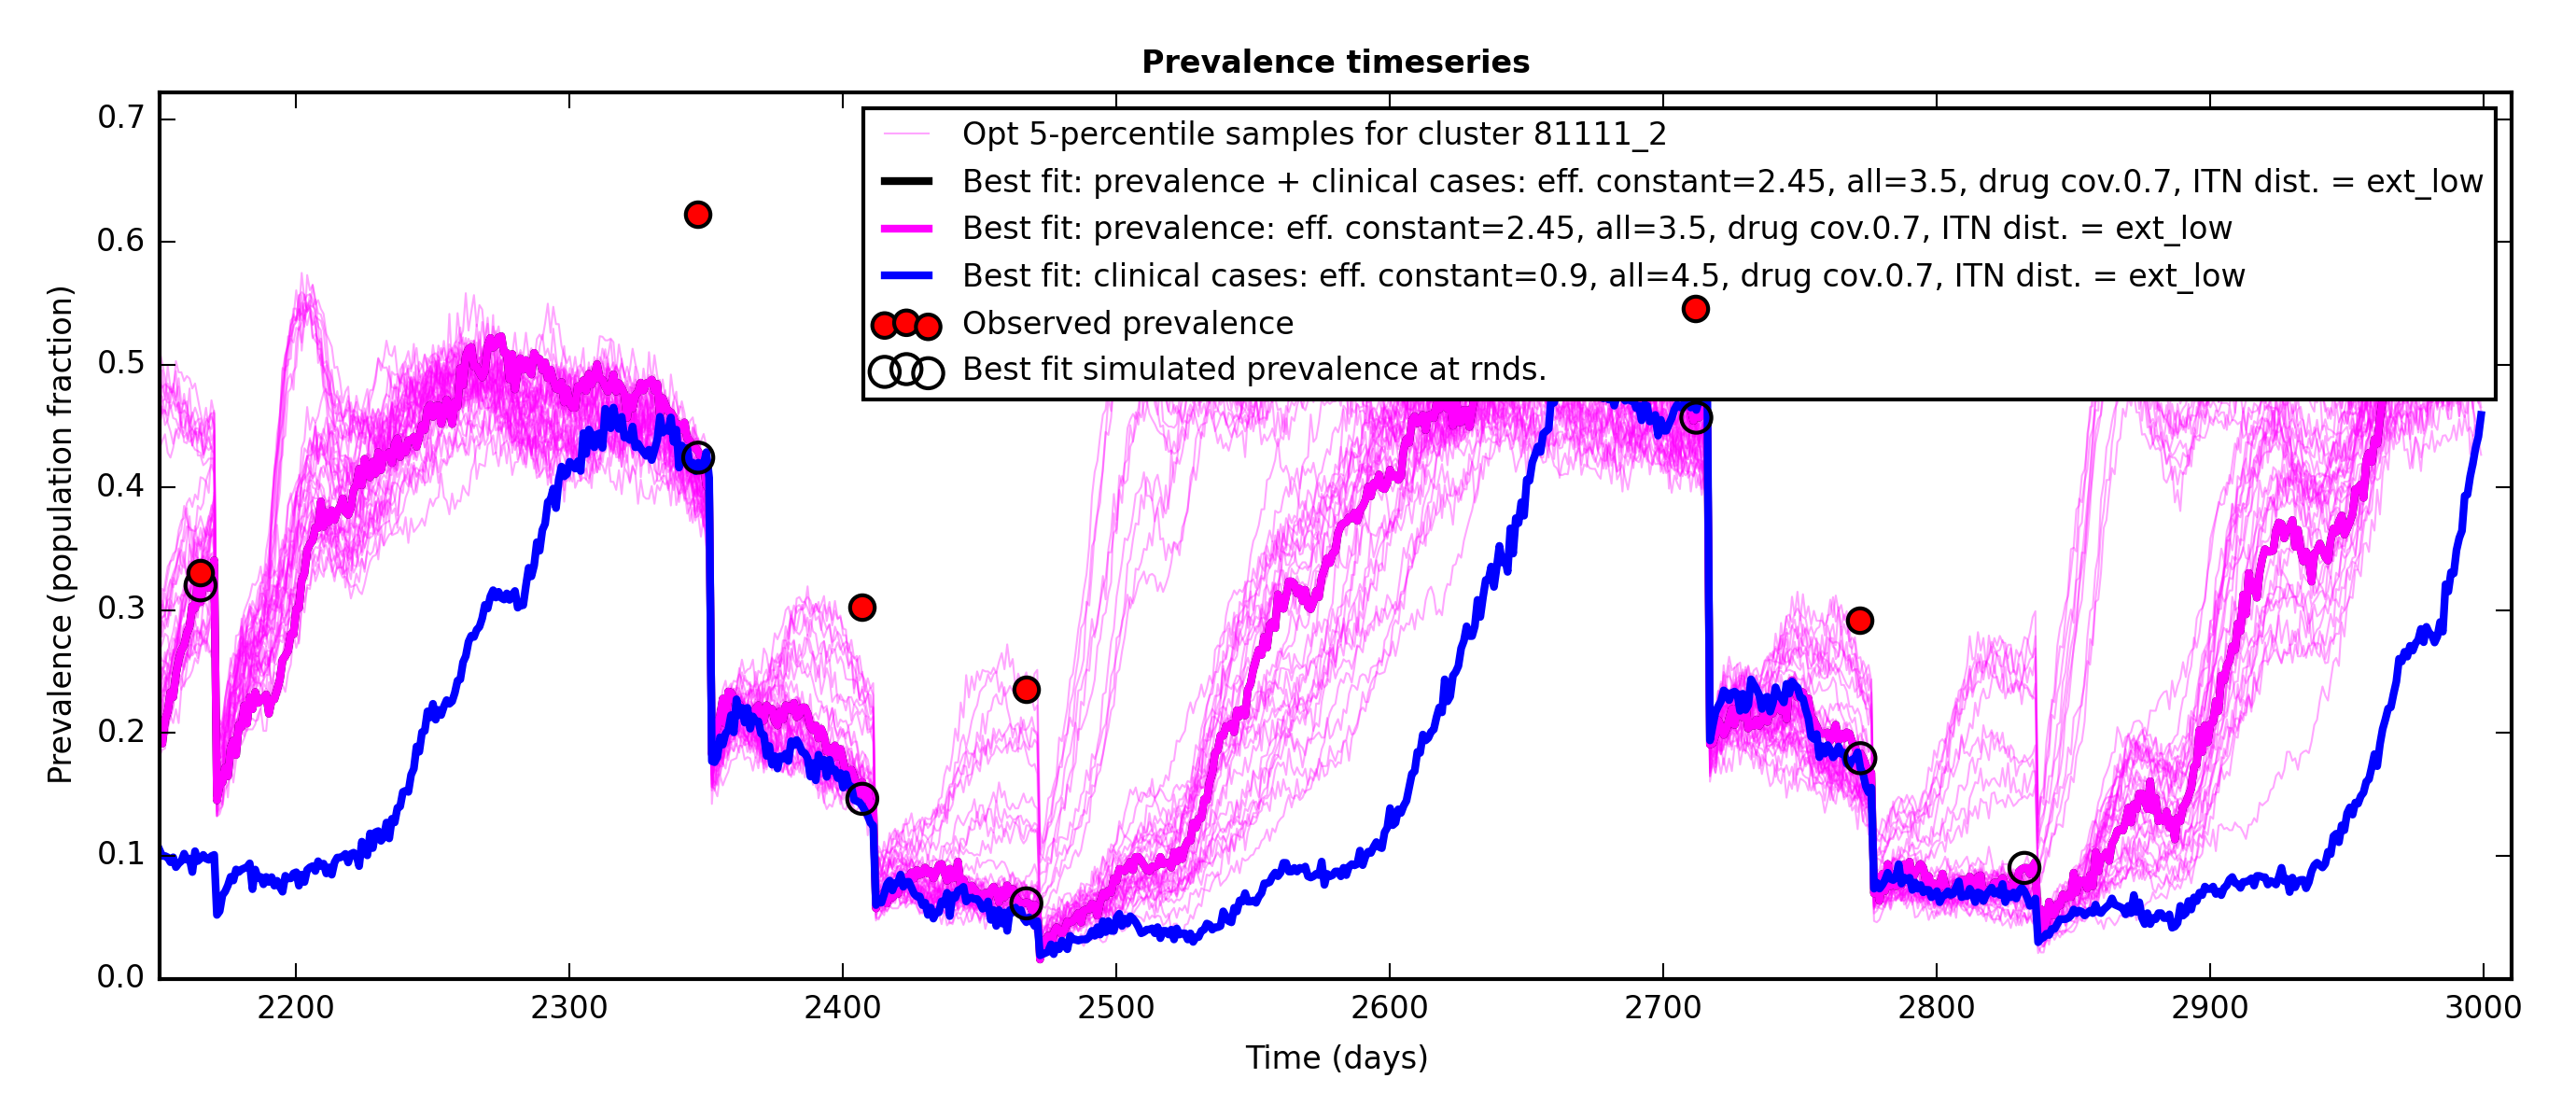 Prevalence timeseries
0.7
0.6
0.5
0.4
0.3
0.2
0.1
0.0
Prevalence (population fraction)
Opt 5-percentile samples for cluster 81111_2
Best fit: prevalence + clinical cases: eff. constant=2.45, all=3.5, drug cov.0.7, ITN dist. = ext_low
Best fit: prevalence: eff. constant=2.45, all=3.5, drug cov.0.7, ITN dist. = ext_low
Best fit: clinical cases: eff. constant=0.9, all=4.5, drug cov.0.7, ITN dist. = ext_low
Observed prevalence
Best fit simulated prevalence at rnds.
2200 2300 2400 2500 2600 2700 2800 2900 3000
Time (days)